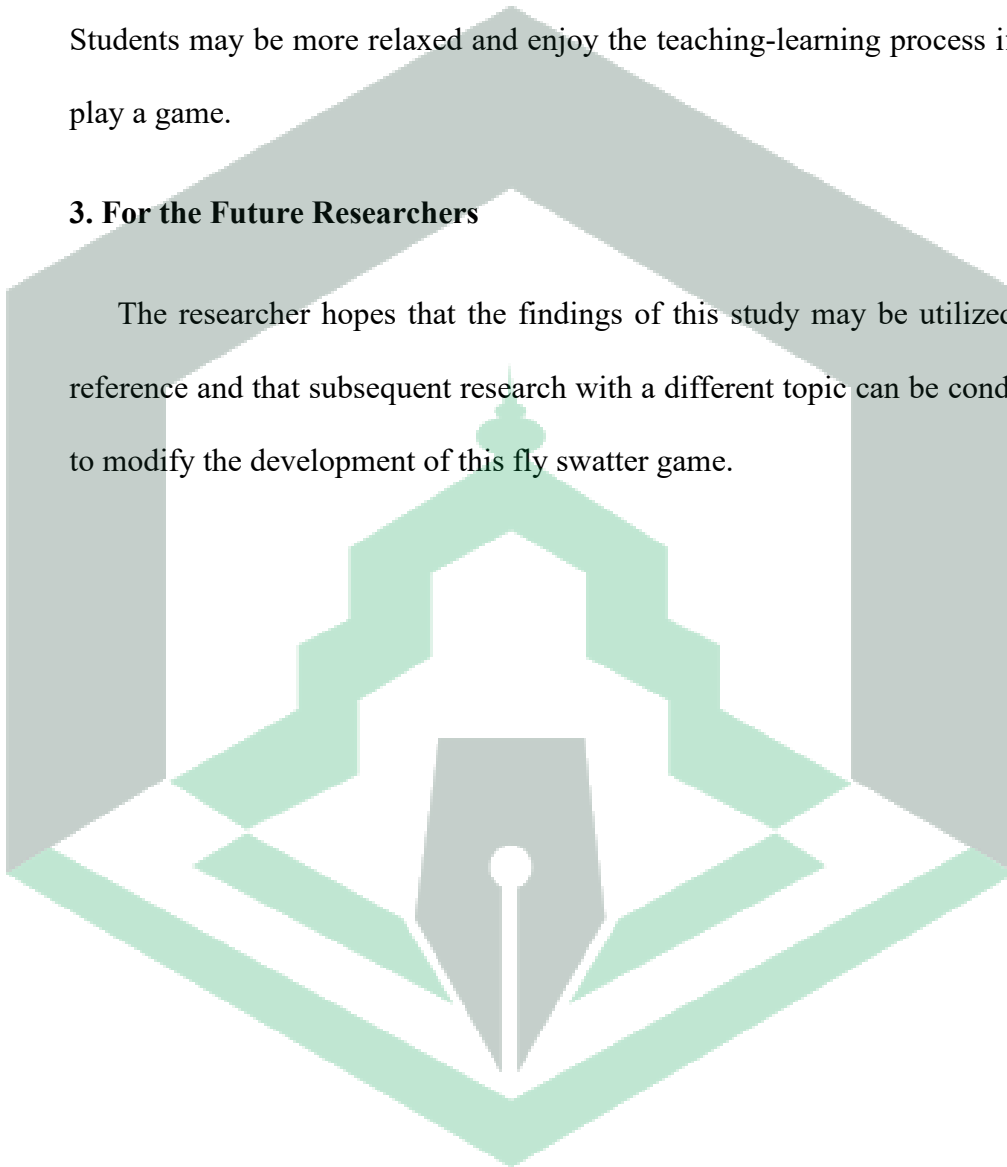 Students may be more relaxed and enjoy the teaching-learning process
play a game.
3. For the Future Researchers
The researcher hopes that the findings of this study may be utilized
reference and that subsequent research with a different topic can be
to modify the development of this fly swatter game.